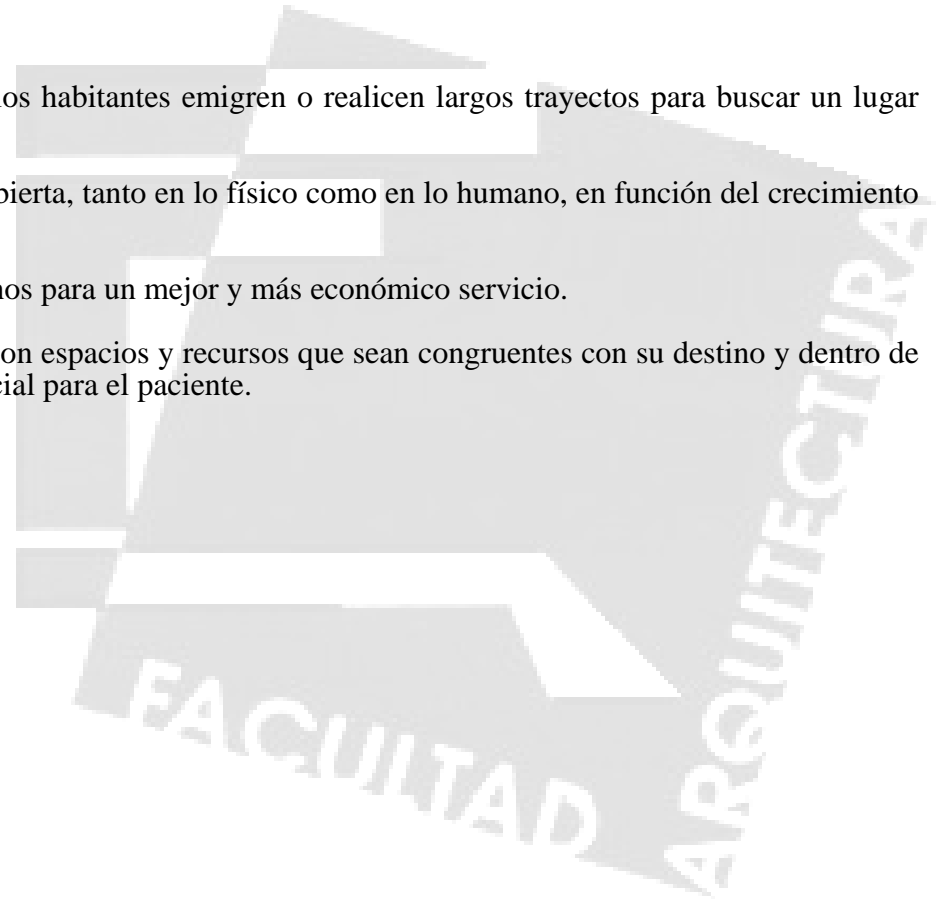 os habitantes emigren o realicen largos trayectos para buscar un lugar
bierta, tanto en lo físico como en lo humano, en función del crecimiento
nos para un mejor y más económico servicio.
on espacios y recursos que sean congruentes con su destino y dentro de
cial para el paciente.
FACULTAD
ARQUITECTURA